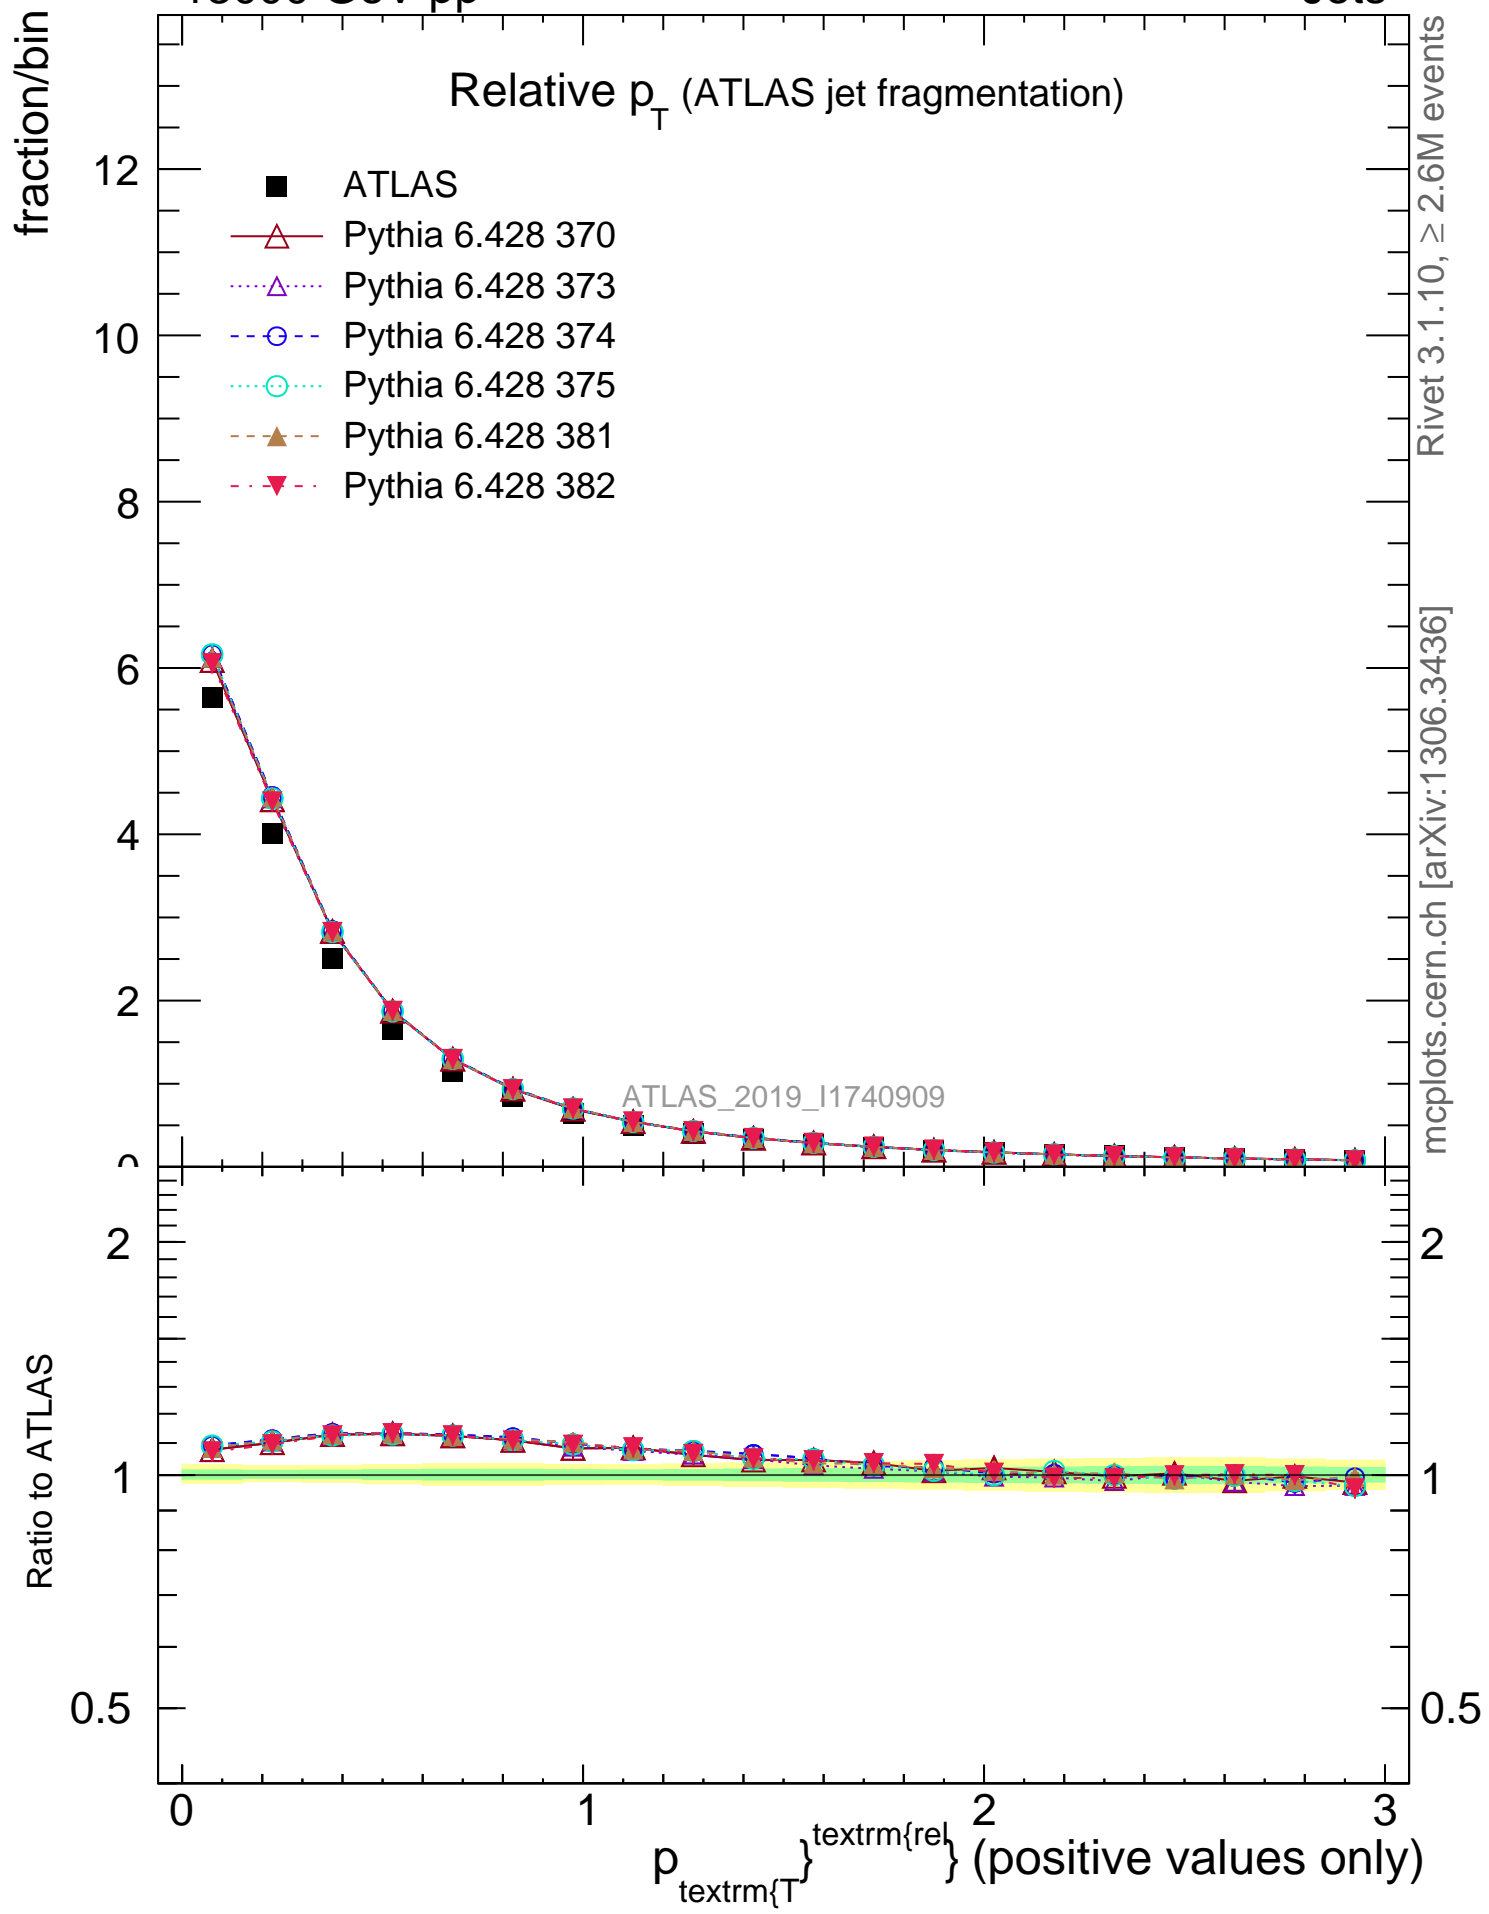 fraction/bin
Relative pT (ATLAS jet fragmentation)
ATLAS
Pythia 6.428 370
Pythia 6.428 373
Pythia 6.428 374
Pythia 6.428 375
Pythia 6.428 381
Pythia 6.428 382
12
10
8
6
4
2
0
ATLAS_2019_I1740909
Rivet 3.1.10, ≥ 2.6M events
mcplots.cern.ch [arXiv:1306.3436]
Ratio to ATLAS
2
1
0.5
2
1
0.5
0
1
2
3
p_textrm{T}^textrm{rel} (positive values only)